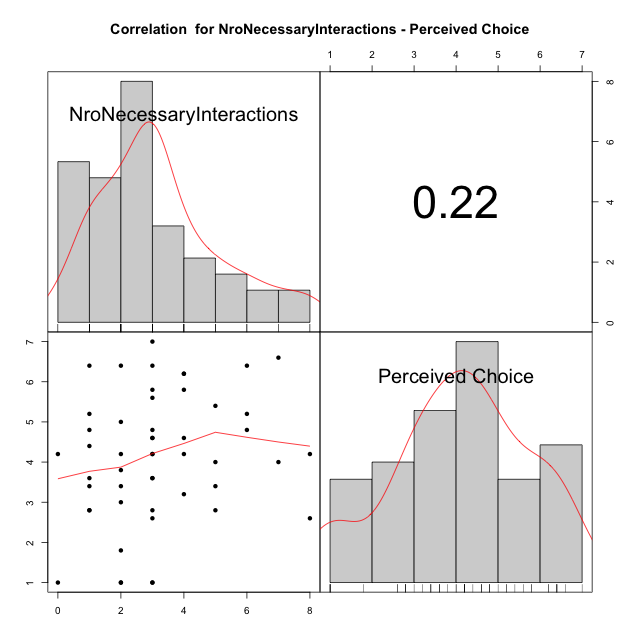 Correlation  for NroNecessaryInteractions - Perceived Choice
1 2 3 4 5 6 7
NroNecessaryInteractions
0.22
0 2 4 6 8
1 2 3 4 5 6 7
Perceived Choice
0 2 4 6 8